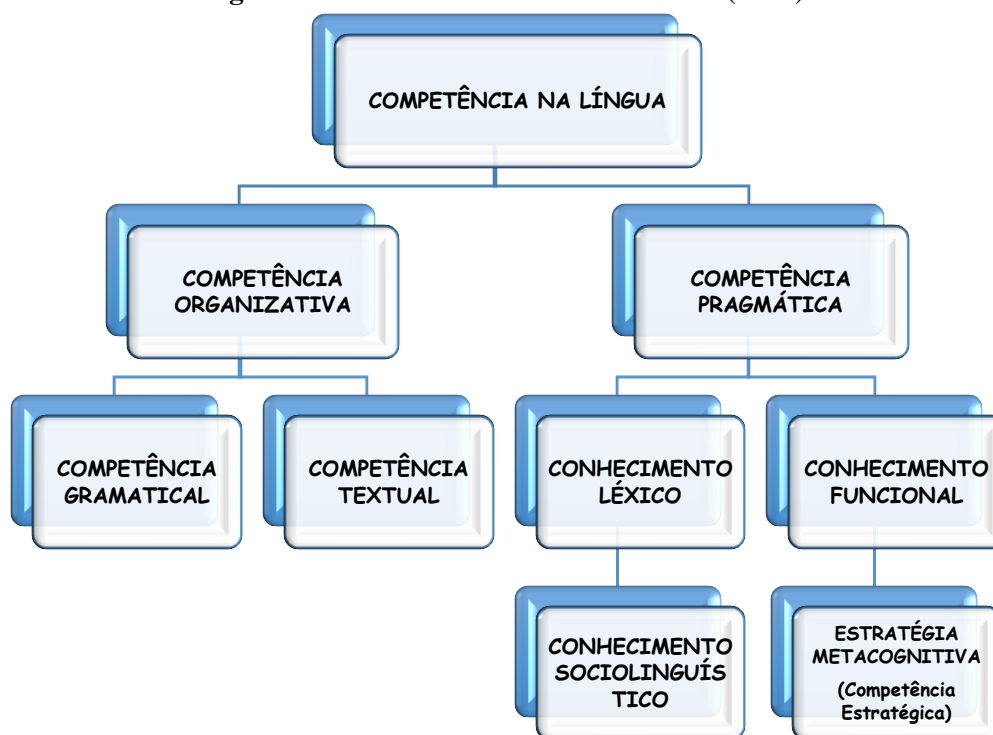 COMPETÊNCIA NA LÍNGUA
COMPETÊNCIA
ORGANIZATIVA
COMPETÊNCIA
PRAGMÁTICA
COMPETÊNCIA
GRAMATICAL
COMPETÊNCIA
TEXTUAL
CONHECIMENTO
LÉXICO
CONHECIMENTO
FUNCIONAL
CONHECIMENTO
SOCIOLINGUÍS
TICO
ESTRATÉGIA
METACOGNITIVA
(Competência
Estratégica)